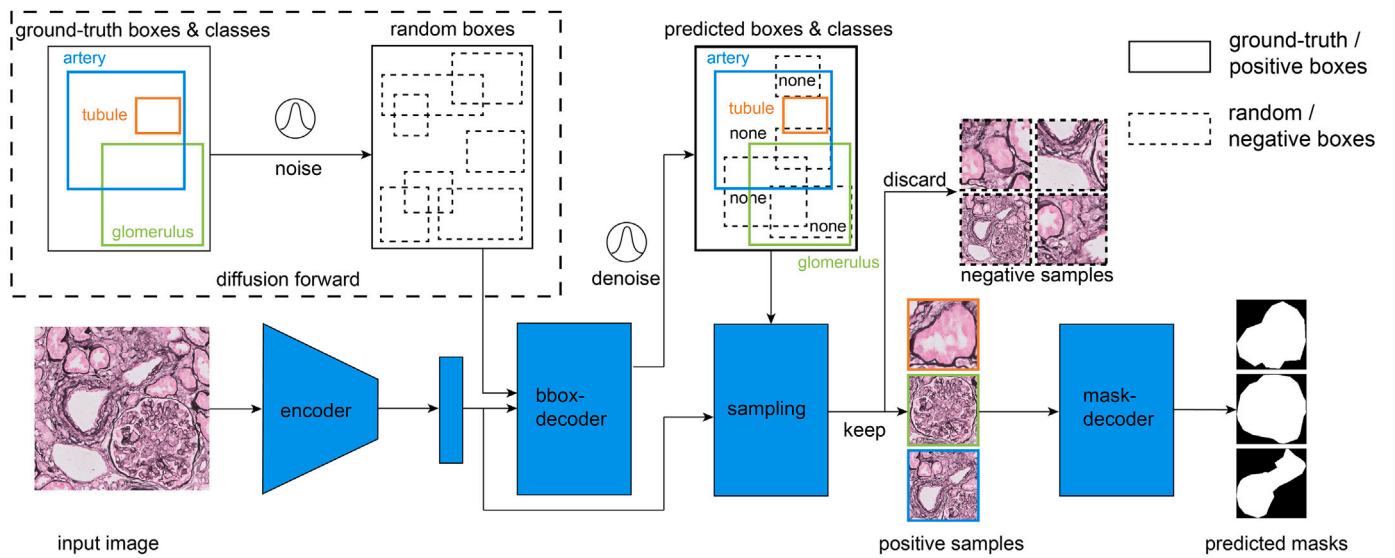 ground-truth boxes & classes
artery
tubule
glomerulus
noise
random boxes
diffusion forward
predicted boxes & classes
artery
none
tubule
none
none
none
glomerulus
denoise
ground-truth /
positive boxes
random /
negative boxes
discard
negative samples
input image
encoder
bbox-
decoder
sampling
keep
positive samples
mask-
decoder
predicted masks